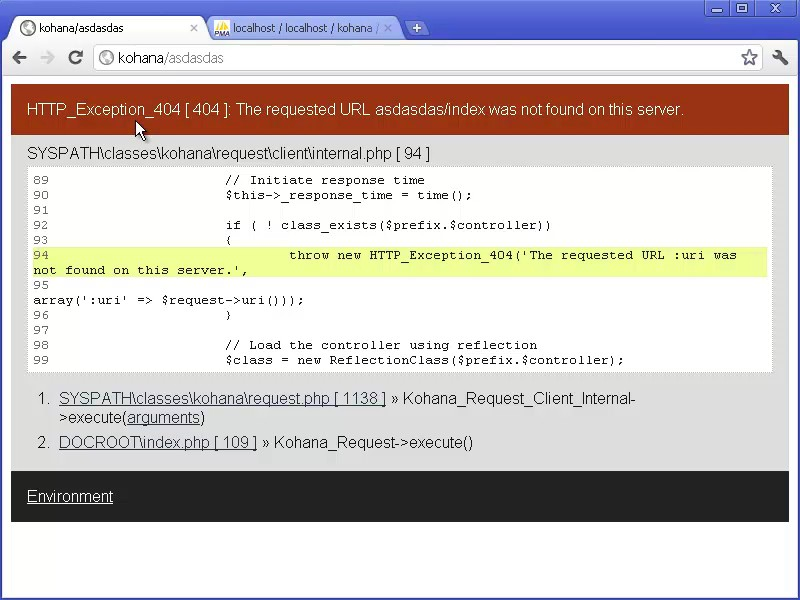 kohana/asdasdas
PMA
localhost / localhost / kohana /
kohana/asdasdas
HTTP_Exception_404 [ 404 ]: The requested URL asdasdas/index was not found on this server.
SYSPATH\classes\kohana\request\client\internal.php [ 94 ]
89 // Initiate response time
90 $this->_response_time = time();
91
92 if ( ! class_exists($prefix.$controller))
93 {
94 throw new HTTP_Exception_404('The requested URL :uri was
not found on this server.',
95
array(':uri' => $request->uri()));
96 }
97
98 // Load the controller using reflection
99 $class = new ReflectionClass($prefix.$controller);
1. SYSPATH\classes\kohana\request.php [ 1138 ] » Kohana_Request_Client_Internal-
>execute(arguments)
2. DOCROOT\index.php [ 109 ] » Kohana_Request->execute()
Environment